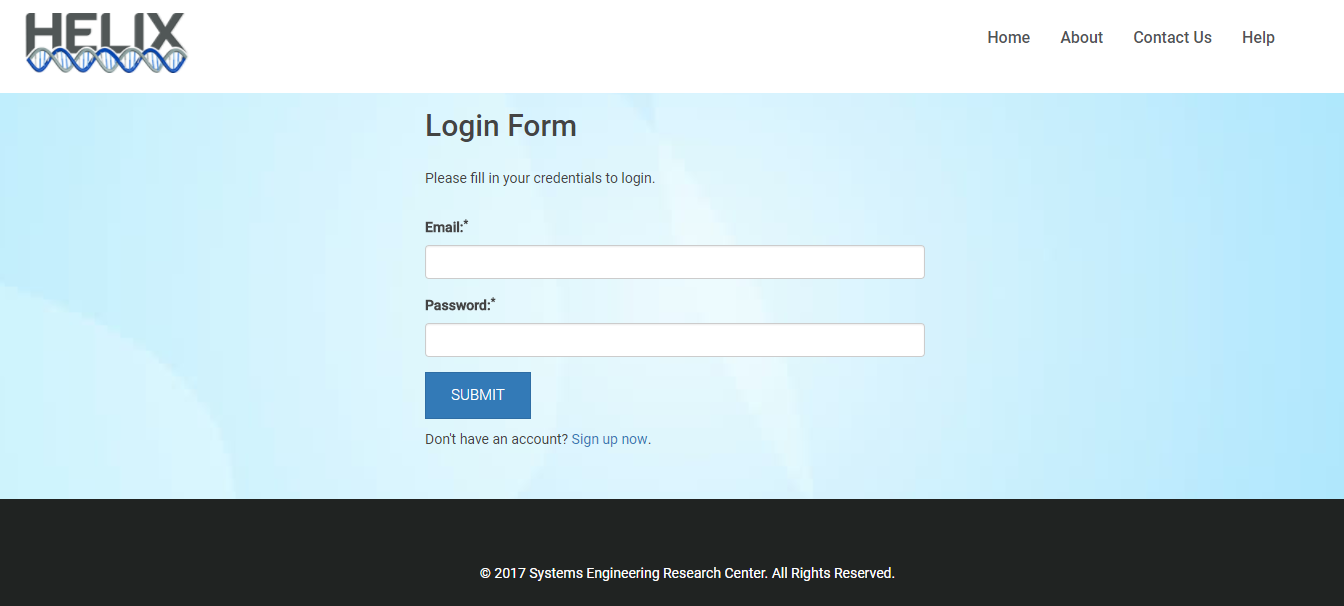 HELIX
Home About Contact Us Help
Login Form
Please fill in your credentials to login.
Email:*
Password:*
SUBMIT
Don't have an account? Sign up now.
© 2017 Systems Engineering Research Center. All Rights Reserved.